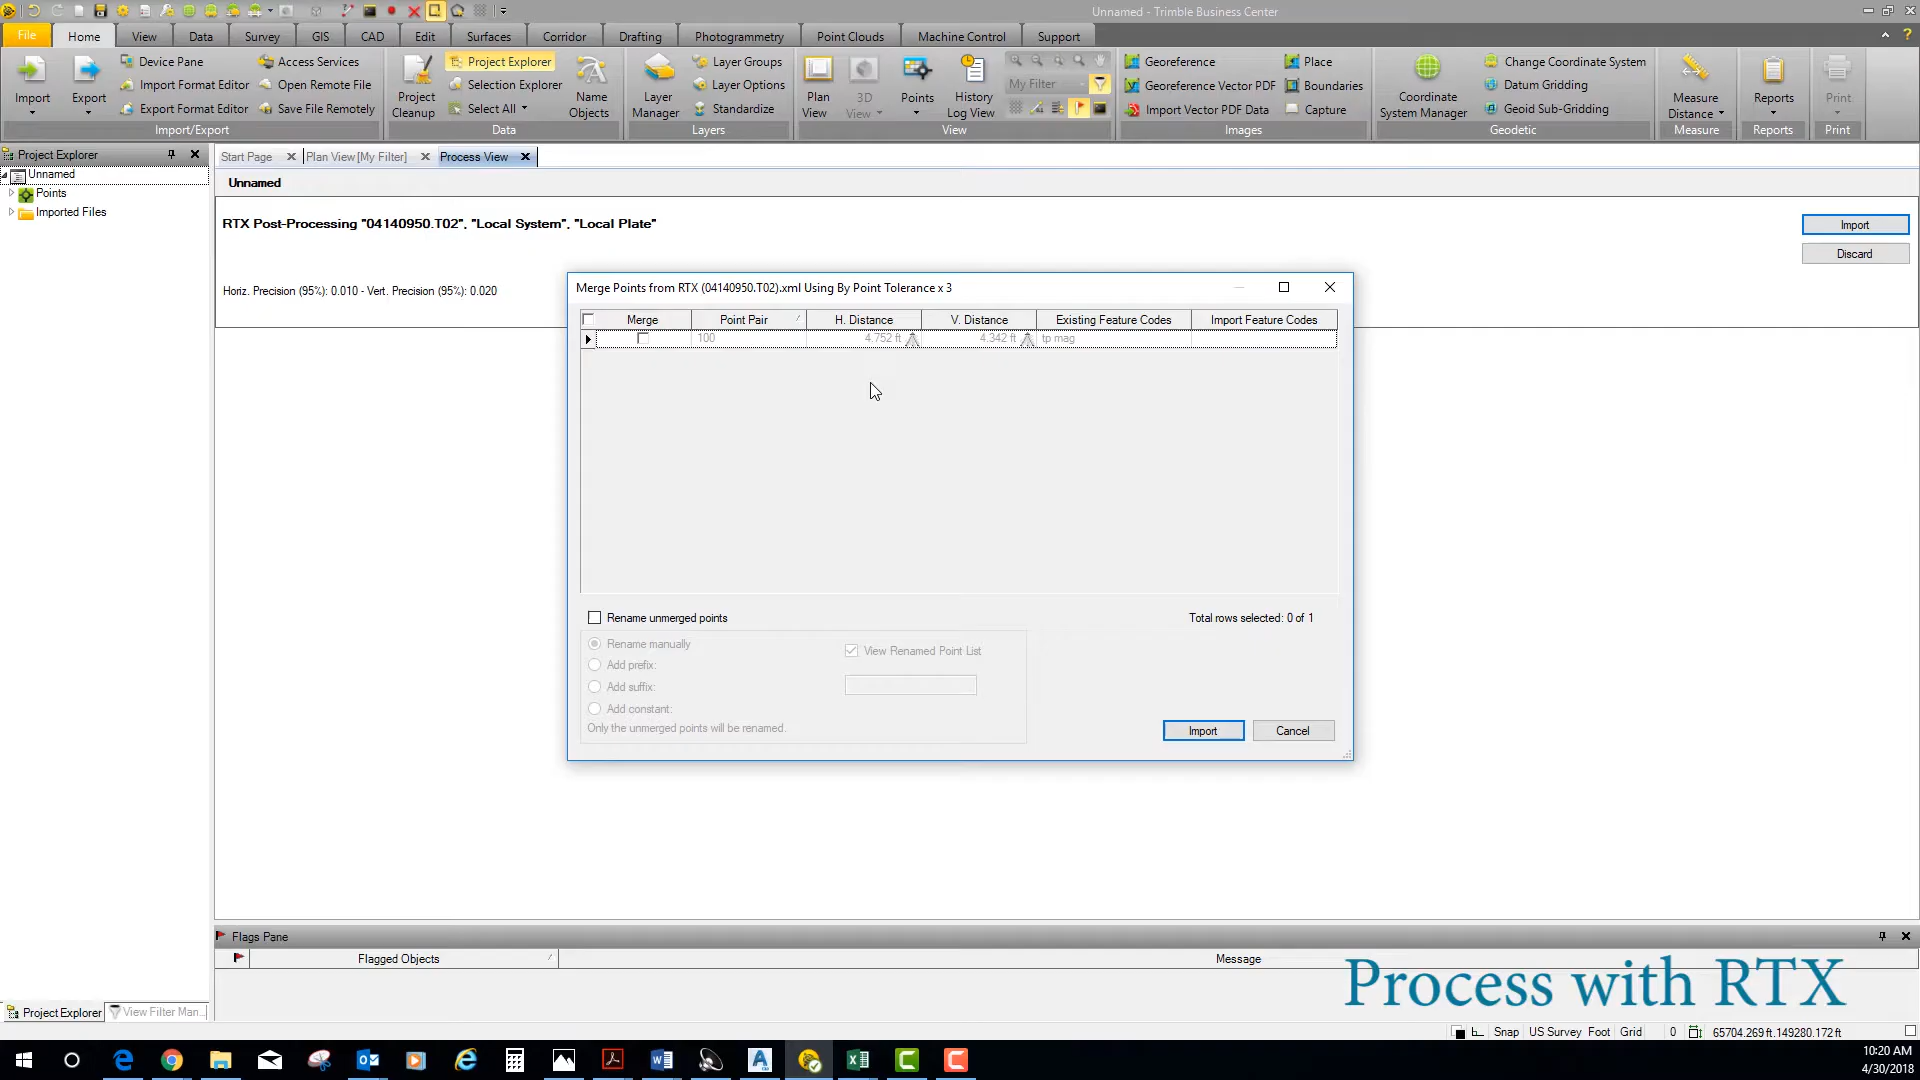 Unnamed - Trimble Business Center
File Home View Data Survey GIS CAD Edit Surfaces Corridor Drafting Photogrammetry Point Clouds Machine Control Support
Import
Export
Device Pane
Import Format Editor
Export Format Editor
Access Services
Open Remote File
Save File Remotely
Import/Export
Project Cleanup
Project Explorer
Selection Explorer
Select All
Name Objects
Data
Layer Manager
Layer Groups
Layer Options
Standardize
Layers
Plan View
3D View
Points
History Log View
My Filter
View
Georeference
Georeference Vector PDF
Import Vector PDF Data
Place
Boundaries
Capture
Images
Coordinate System Manager
Change Coordinate System
Datum Gridding
Geoid Sub-Gridding
Geodetic
Measure Distance
Measure
Reports
Reports
Print
Print
Project Explorer
Start Page Plan View [My Filter] Process View
Unnamed
Points
Imported Files
Unnamed
RTX Post-Processing "04140950.T02", "Local System", "Local Plate"
Import
Discard
Horiz. Precision (95%): 0.010 - Vert. Precision (95%): 0.020
Merge Points from RTX (04140950.T02).xml Using By Point Tolerance x 3
Merge Point Pair H. Distance V. Distance Existing Feature Codes Import Feature Codes
100 4.752 ft 4.342 ft tp mag
Rename unmerged points
Total rows selected: 0 of 1
Rename manually
View Renamed Point List
Add prefix:
Add suffix:
Add constant:
Only the unmerged points will be renamed.
Import Cancel
Flags Pane
Flagged Objects Message
Process with RTX
Project Explorer View Filter Man...
Snap US Survey Foot Grid 0 65704.269 ft.149280.172 ft
10:20 AM
4/30/2018